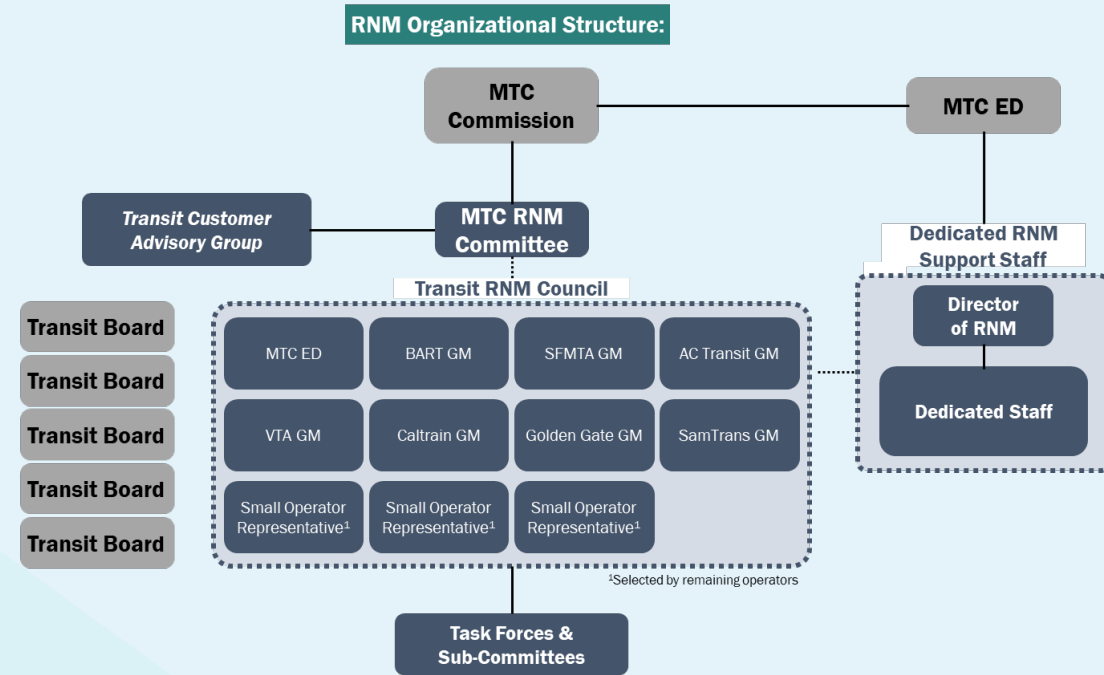 RNM Organizational Structure:
MTC
Commission
MTC ED
Transit Customer
Advisory Group
MTC RNM
Committee
Dedicated RNM
Support Staff
Transit RNM Council
Director
of RNM
Dedicated Staff
Transit Board
Transit Board
Transit Board
Transit Board
Transit Board
MTC ED
BART GM
SFMTA GM
AC Transit GM
VTA GM
Caltrain GM
Golden Gate GM
SamTrans GM
Small Operator
Representative¹
Small Operator
Representative¹
Small Operator
Representative¹
¹Selected by remaining operators
Task Forces &
Sub-Committees